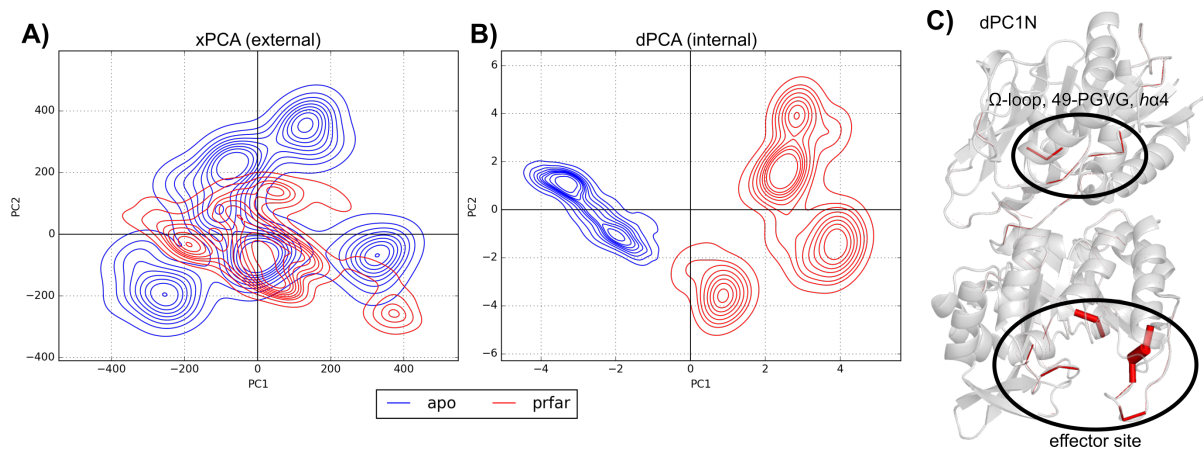 A)
xPCA (external)
PC2
400
200
0
−200
−400
−400
−200
0
200
400
PC1
B)
dPCA (internal)
PC2
6
4
2
0
−2
−4
−6
−4
−2
0
2
4
PC1
apo
prfar
C)
dPC1N
Ω-loop, 49-PGVG, hα4
effector site